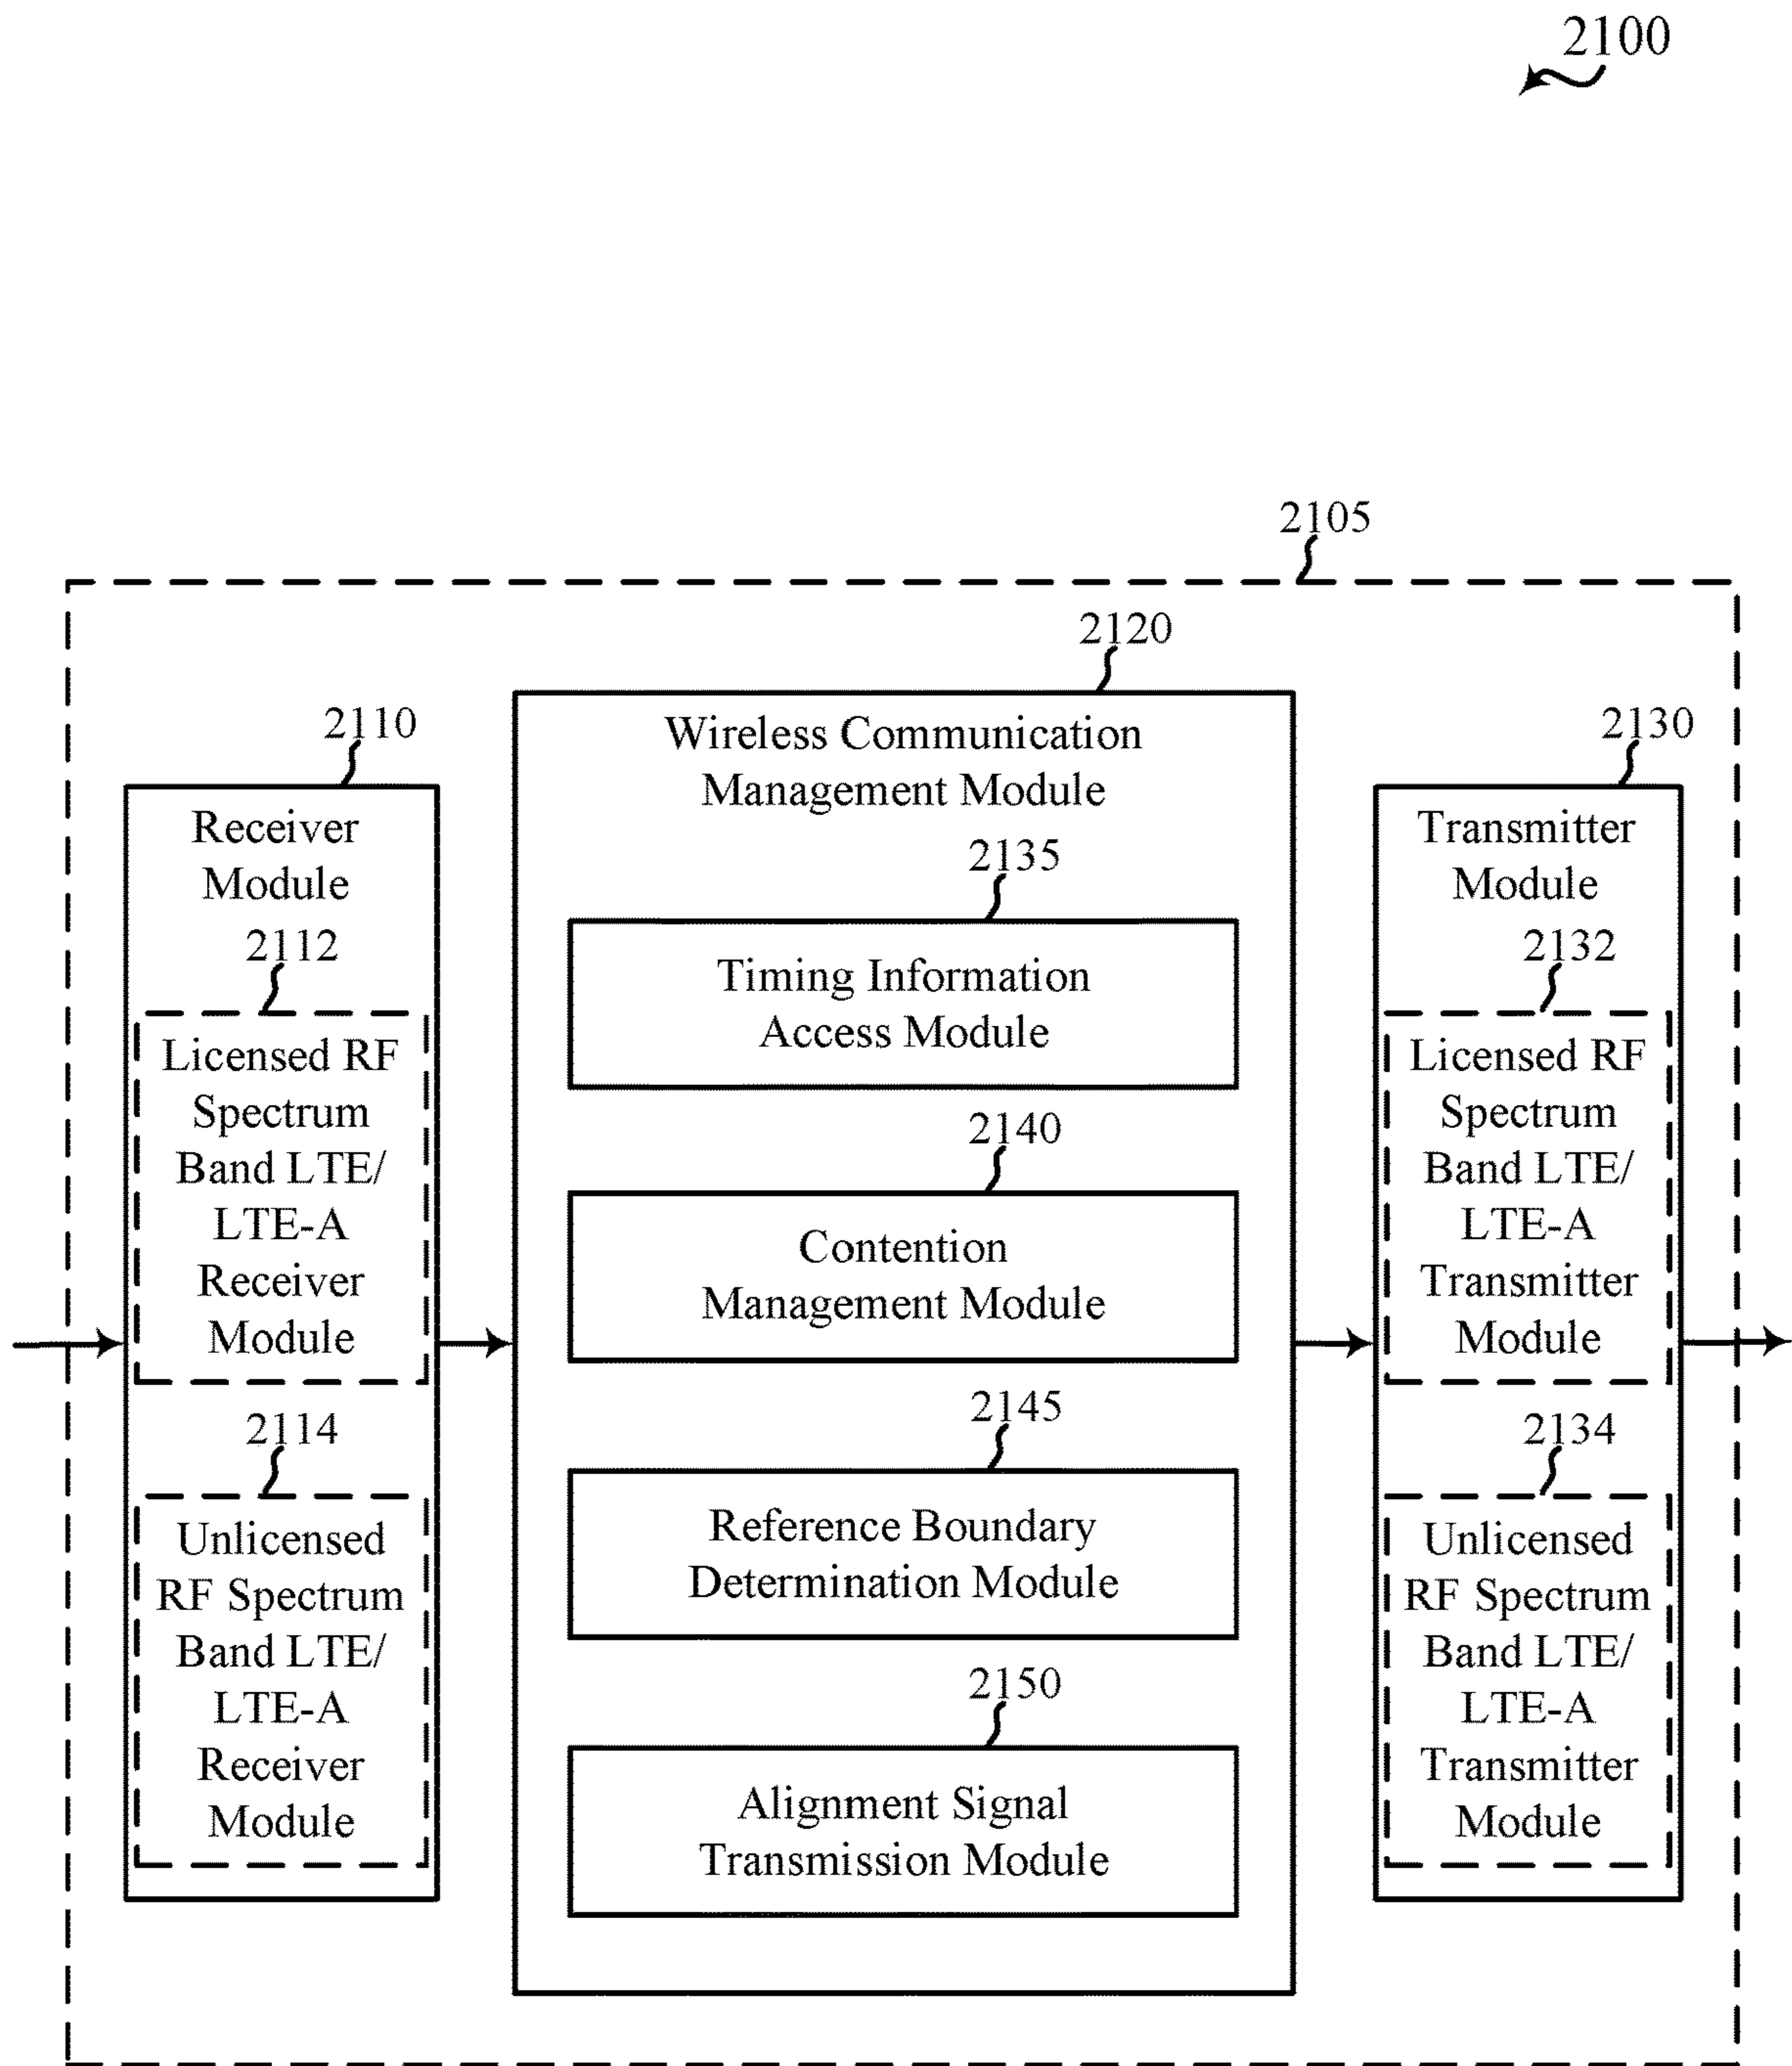 2100
2105
2120
Wireless Communication
Management Module
2110
Receiver
Module
2112
Licensed RF
Spectrum
Band LTE/
LTE-A
Receiver
Module
2114
Unlicensed
RF Spectrum
Band LTE/
LTE-A
Receiver
Module
2135
Timing Information
Access Module
2140
Contention
Management Module
2145
Reference Boundary
Determination Module
2150
Alignment Signal
Transmission Module
2130
Transmitter
Module
2132
Licensed RF
Spectrum
Band LTE/
LTE-A
Transmitter
Module
2134
Unlicensed
RF Spectrum
Band LTE/
LTE-A
Transmitter
Module